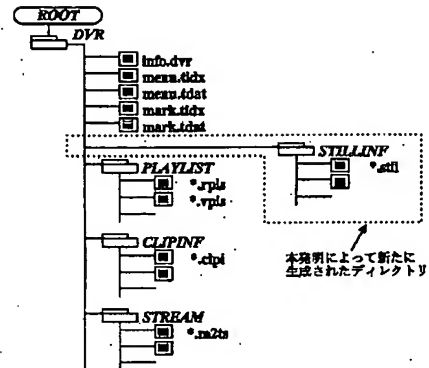 ROOT
DVR
info.dvr
menu.tidx
menu.tdat
mark.tidx
mark.tdat
STILLINF
*.stil
PLAYLIST
*.rpls
*.vpls
CLIPINF
*.clpi
STREAM
*.m2ts
本発明によって新たに
生成されたディレクトリ